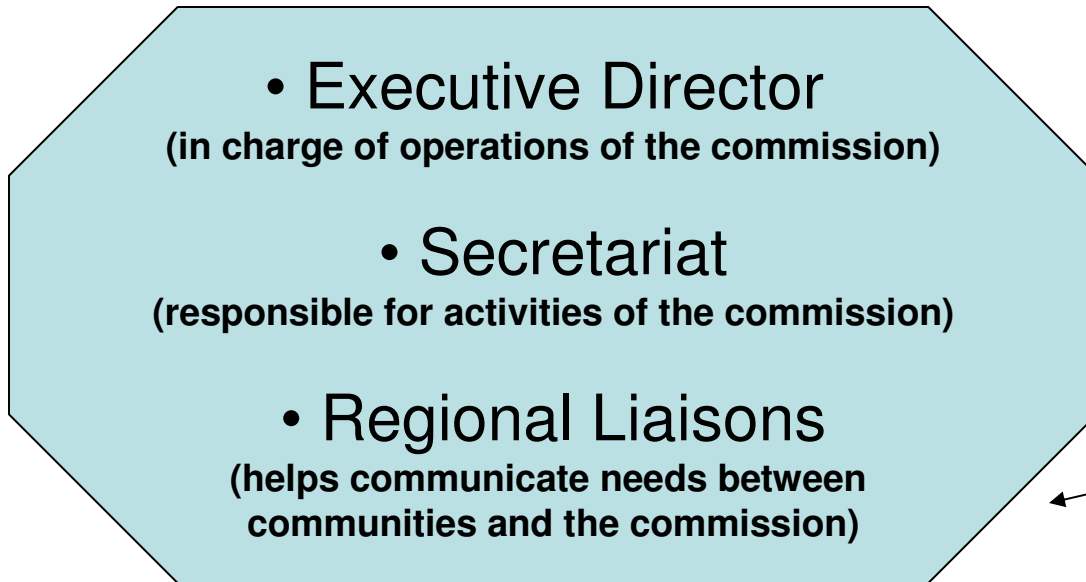 • Executive Director
(in charge of operations of the commission)
• Secretariat
(responsible for activities of the commission)
• Regional Liaisons
(helps communicate needs between
communities and the commission)